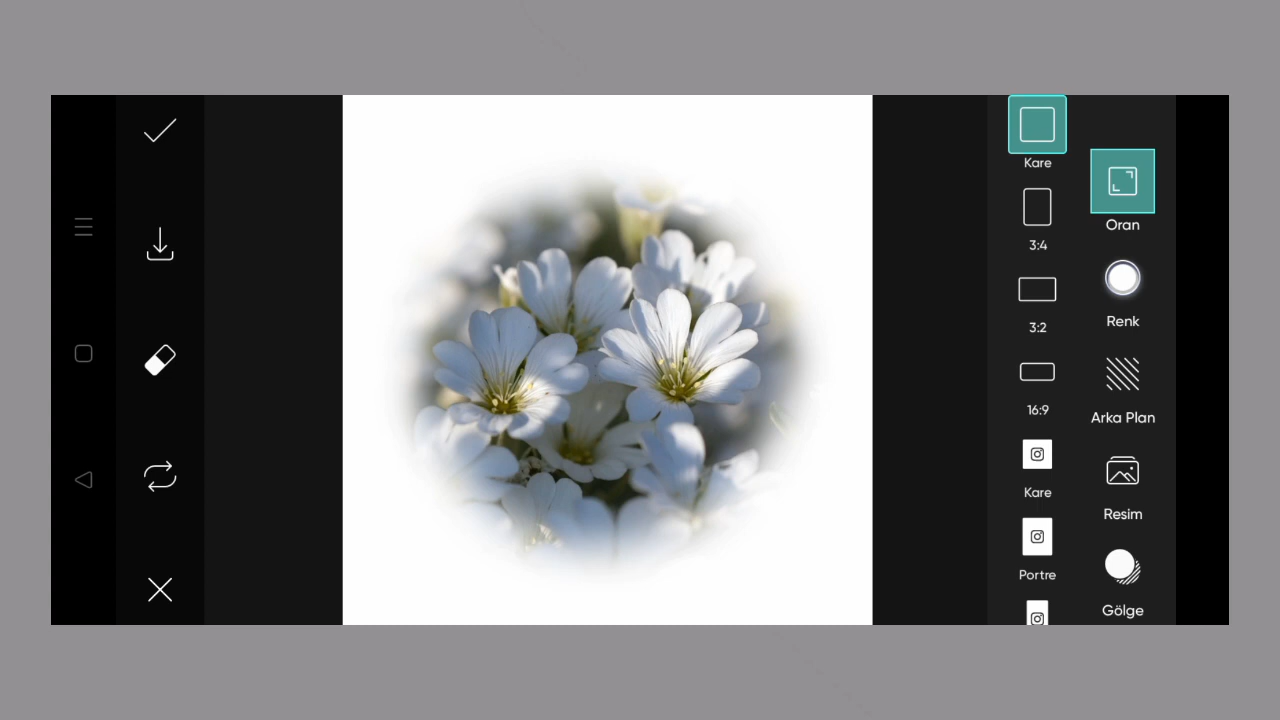 Kare
3:4
3:2
16:9
Kare
Portre
Oran
Renk
Arka Plan
Resim
Gölge